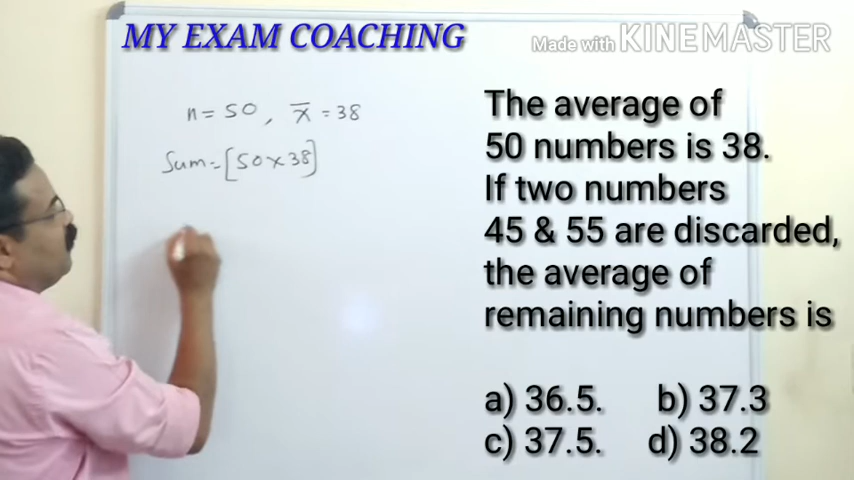 MY EXAM COACHING
Made with KINEMASTER
n = 50 , x̄ = 38
Sum = [50 × 38]
The average of
50 numbers is 38.
If two numbers
45 & 55 are discarded,
the average of
remaining numbers is
a) 36.5. b) 37.3
c) 37.5. d) 38.2